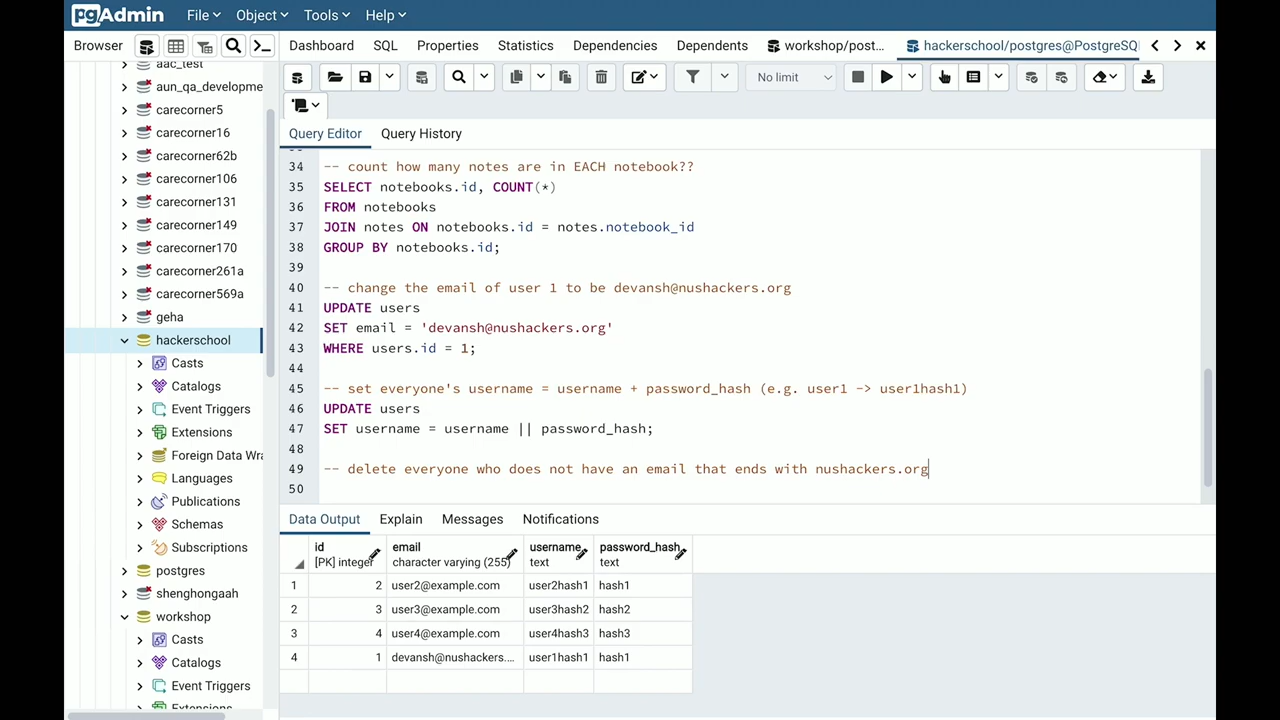 pgAdmin
File Object Tools Help
Browser
Dashboard SQL Properties Statistics Dependencies Dependents workshop/post... hackerschool/postgres@PostgreSQ
No limit
Query Editor Query History
aac_test
aun_qa_developme
carecorner5
carecorner16
carecorner62b
carecorner106
carecorner131
carecorner149
carecorner170
carecorner261a
carecorner569a
geha
hackerschool
Casts
Catalogs
Event Triggers
Extensions
Foreign Data Wra
Languages
Publications
Schemas
Subscriptions
postgres
shenghongaah
workshop
Casts
Catalogs
Event Triggers
Extensions
34 -- count how many notes are in EACH notebook??
35 SELECT notebooks.id, COUNT(*)
36 FROM notebooks
37 JOIN notes ON notebooks.id = notes.notebook_id
38 GROUP BY notebooks.id;
39
40 -- change the email of user 1 to be devansh@nushackers.org
41 UPDATE users
42 SET email = 'devansh@nushackers.org'
43 WHERE users.id = 1;
44
45 -- set everyone's username = username + password_hash (e.g. user1 -> user1hash1)
46 UPDATE users
47 SET username = username || password_hash;
48
49 -- delete everyone who does not have an email that ends with nushackers.org
50
Data Output Explain Messages Notifications
id email username password_hash
[PK] integer character varying (255) text text
1 2 user2@example.com user2hash1 hash1
2 3 user3@example.com user3hash2 hash2
3 4 user4@example.com user4hash3 hash3
4 1 devansh@nushackers.... user1hash1 hash1